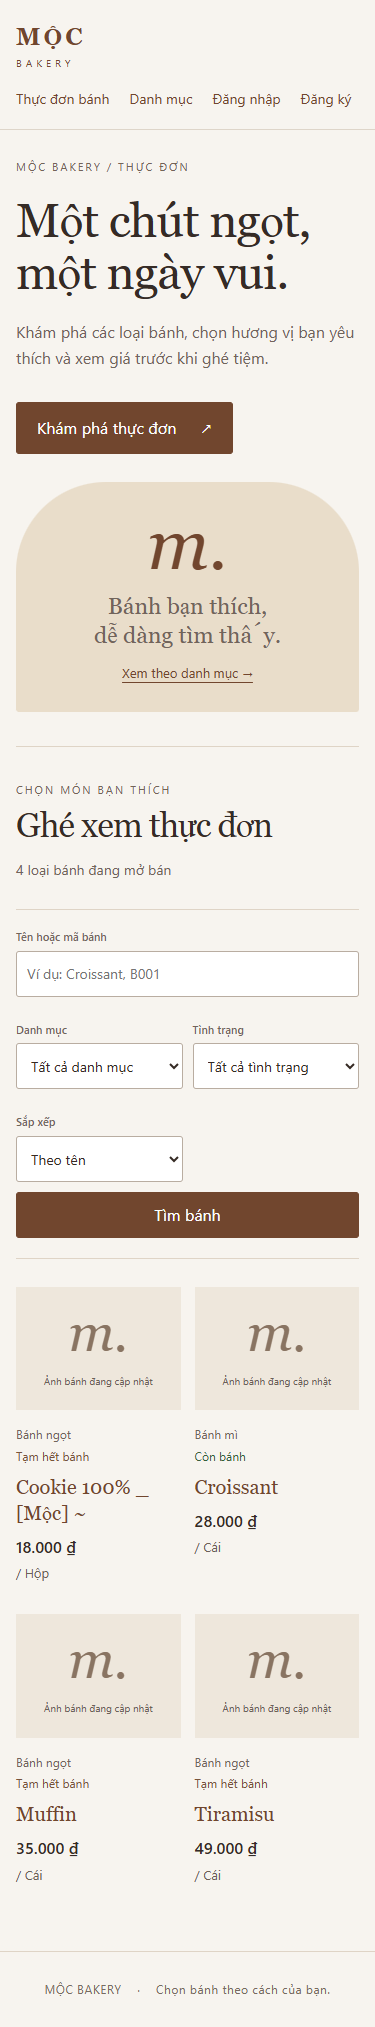 MỘC
BAKERY
Thực đơn bánh Danh mục Đăng nhập Đăng ký
MỘC BAKERY / THỰC ĐƠN
Một chút ngọt,
một ngày vui.
Khám phá các loại bánh, chọn hương vị bạn yêu
thích và xem giá trước khi ghé tiệm.
Khám phá thực đơn ↗
m.
Bánh bạn thích,
dễ dàng tìm thấy.
Xem theo danh mục →
CHỌN MÓN BẠN THÍCH
Ghé xem thực đơn
4 loại bánh đang mở bán
Tên hoặc mã bánh
Ví dụ: Croissant, B001
Danh mục Tình trạng
Tất cả danh mục Tất cả tình trạng
Sắp xếp
Theo tên
Tìm bánh
m. m.
Ảnh bánh đang cập nhật Ảnh bánh đang cập nhật
Bánh ngọt Bánh mì
Tạm hết bánh Còn bánh
Cookie 100% _ Croissant
[Mộc] ~
28.000 ₫
18.000 ₫
/ Cái
/ Hộp
m. m.
Ảnh bánh đang cập nhật Ảnh bánh đang cập nhật
Bánh ngọt Bánh ngọt
Tạm hết bánh Tạm hết bánh
Muffin Tiramisu
35.000 ₫ 49.000 ₫
/ Cái / Cái
MỘC BAKERY · Chọn bánh theo cách của bạn.